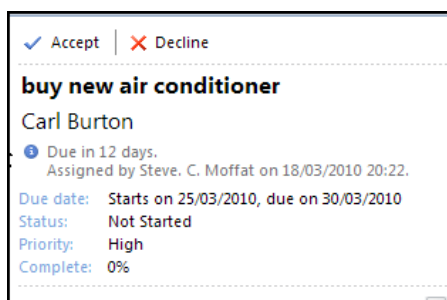 Accept Decline
buy new air conditioner
Carl Burton
Due in 12 days.
Assigned by Steve. C. Moffat on 18/03/2010 20:22.
Due date: Starts on 25/03/2010, due on 30/03/2010
Status: Not Started
Priority: High
Complete: 0%